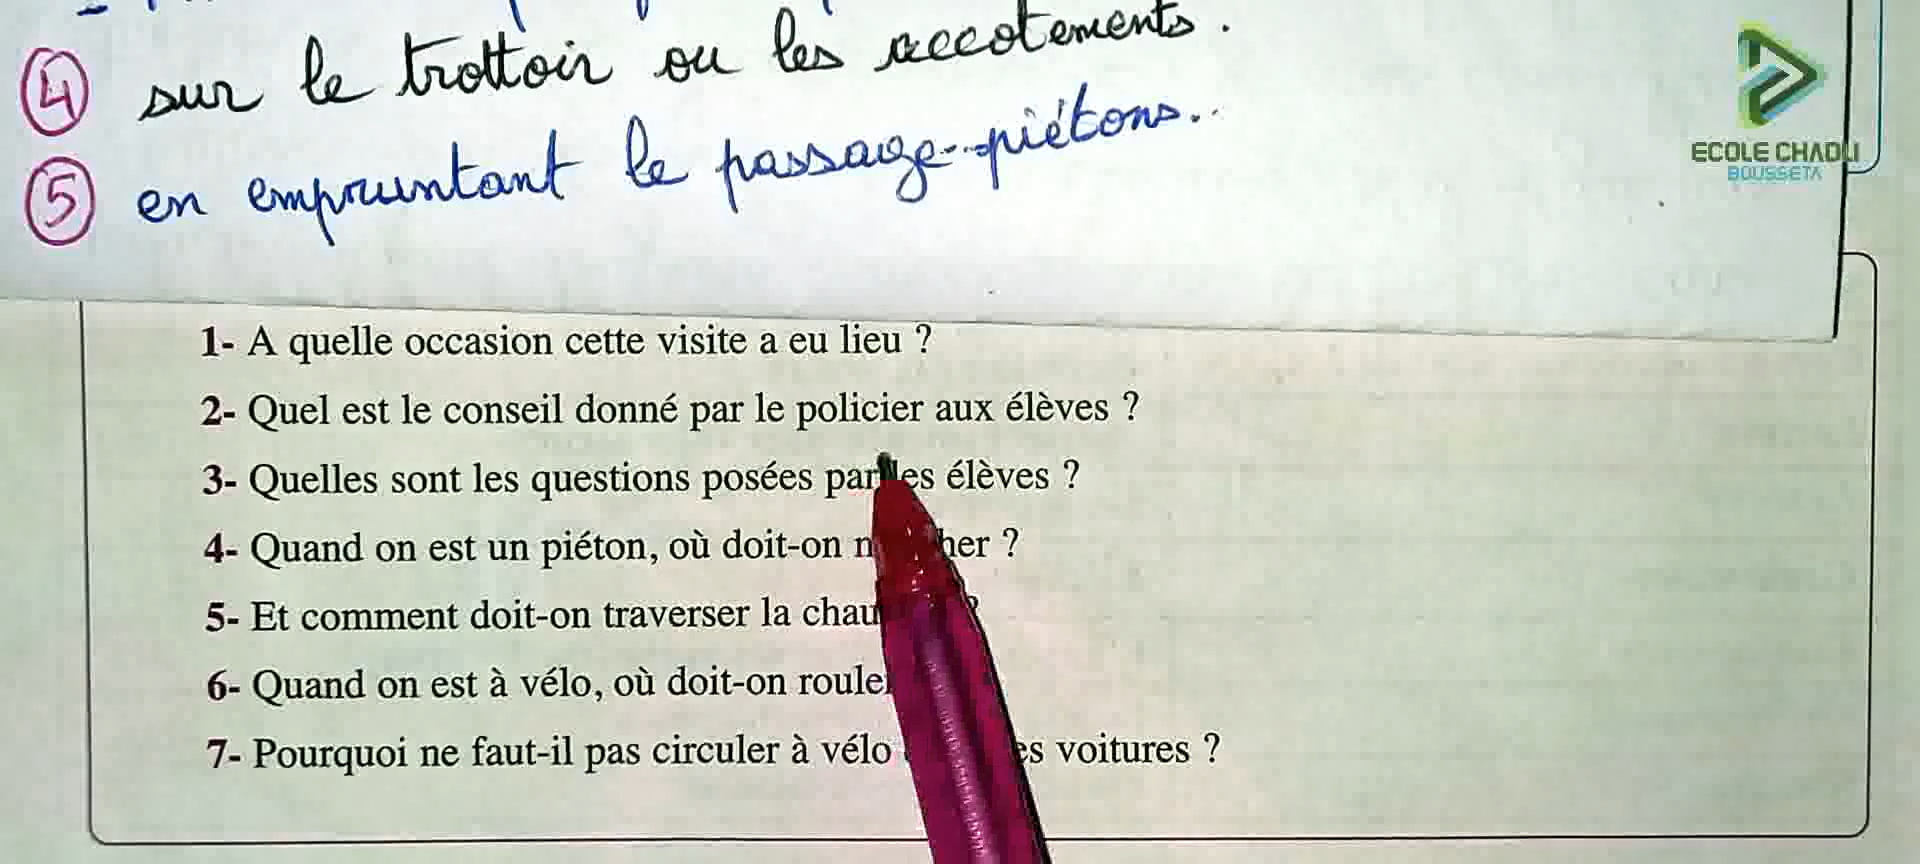 ④ sur le trottoir ou les accotements.
⑤ en empruntant le passage-piétons..
ECOLE CHADLI
BOUSSETA
1- A quelle occasion cette visite a eu lieu ?
2- Quel est le conseil donné par le policier aux élèves ?
3- Quelles sont les questions posées par les élèves ?
4- Quand on est un piéton, où doit-on ?
5- Et comment doit-on traverser la ?
6- Quand on est à vélo, où doit-on rouler
7- Pourquoi ne faut-il pas circuler à vélo voitures ?